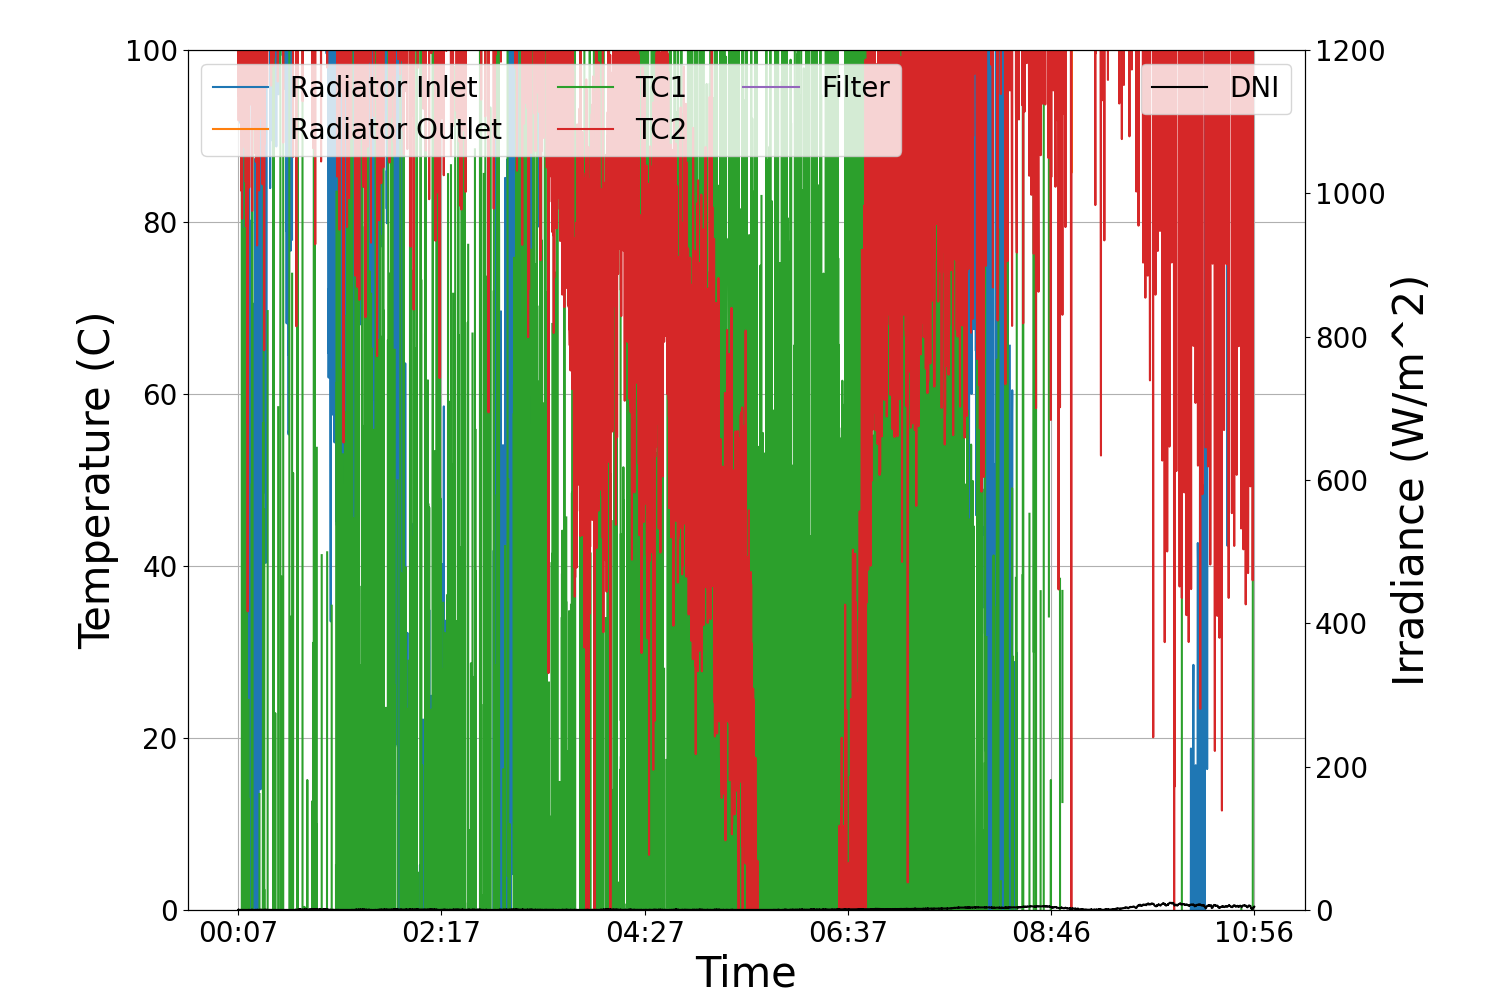 100
80
60
40
20
0
Temperature (C)
Radiator Inlet
Radiator Outlet
TC1
TC2
Filter
DNI
1200
1000
800
600
400
200
0
Irradiance (W/m^2)
00:07
02:17
04:27
06:37
08:46
10:56
Time